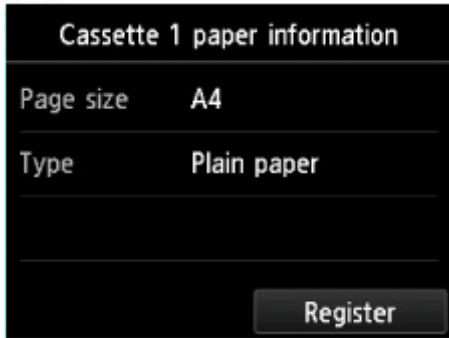 Cassette 1 paper information
Page size A4
Type Plain paper
Register